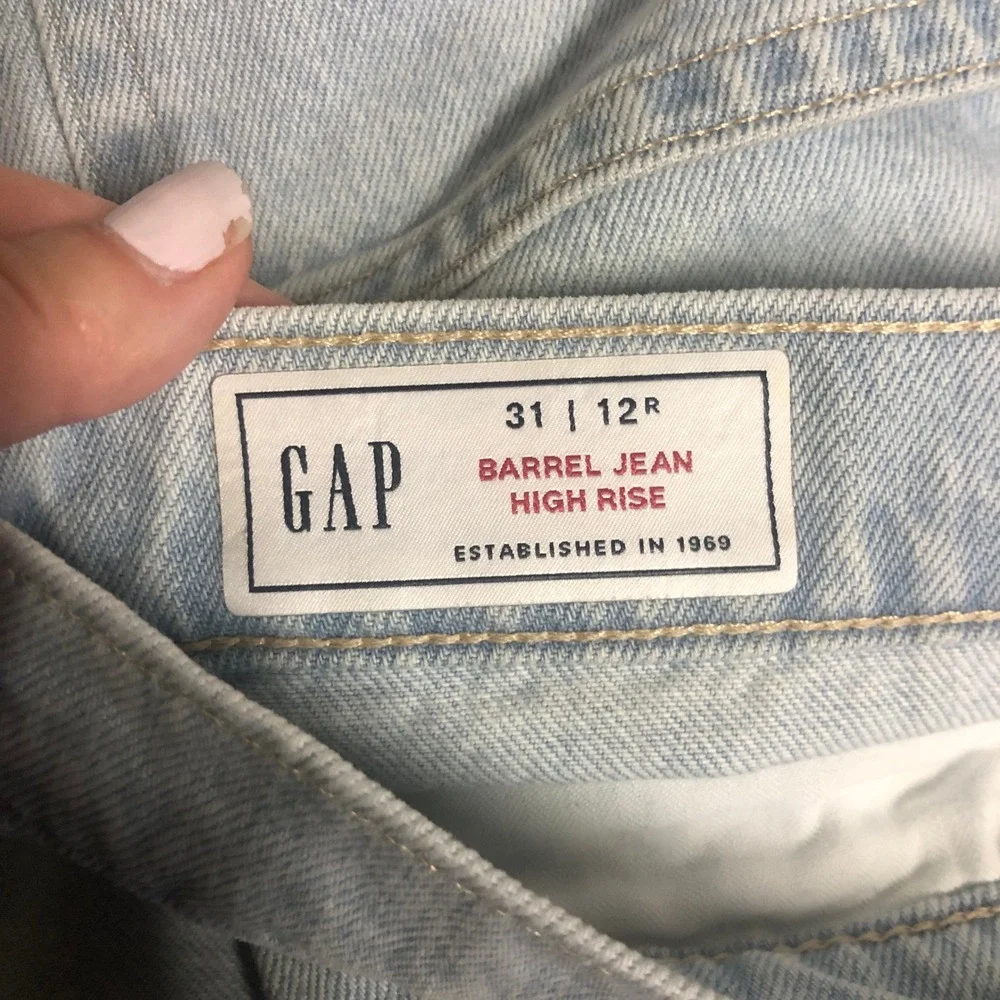 GAP
31 | 12R
BARREL JEAN
HIGH RISE
ESTABLISHED IN 1969